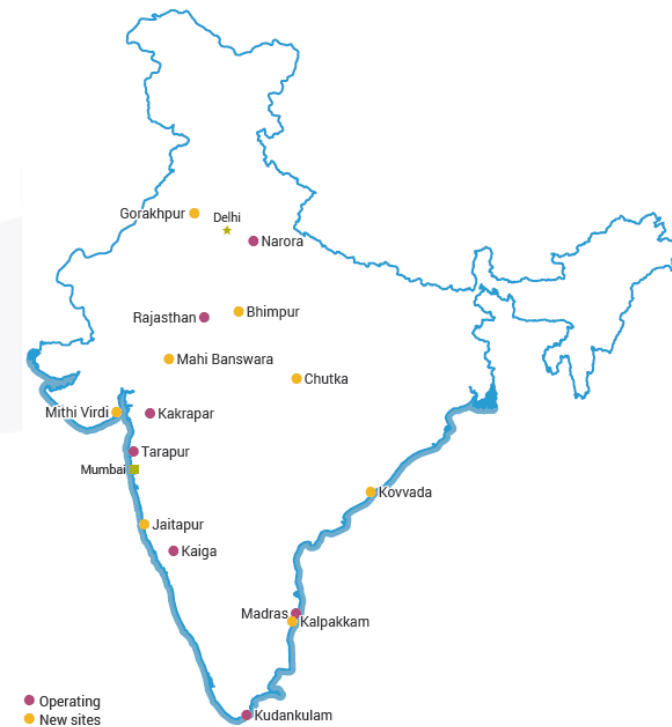 Gorakhpur
Delhi
Narora
Rajasthan
Bhimpur
Mahi Banswara
Chutka
Mithi Virdi
Kakrapar
Tarapur
Mumbai
Kovvada
Jaitapur
Kaiga
Madras
Kalpakkam
Operating
Kudankulam
New sites